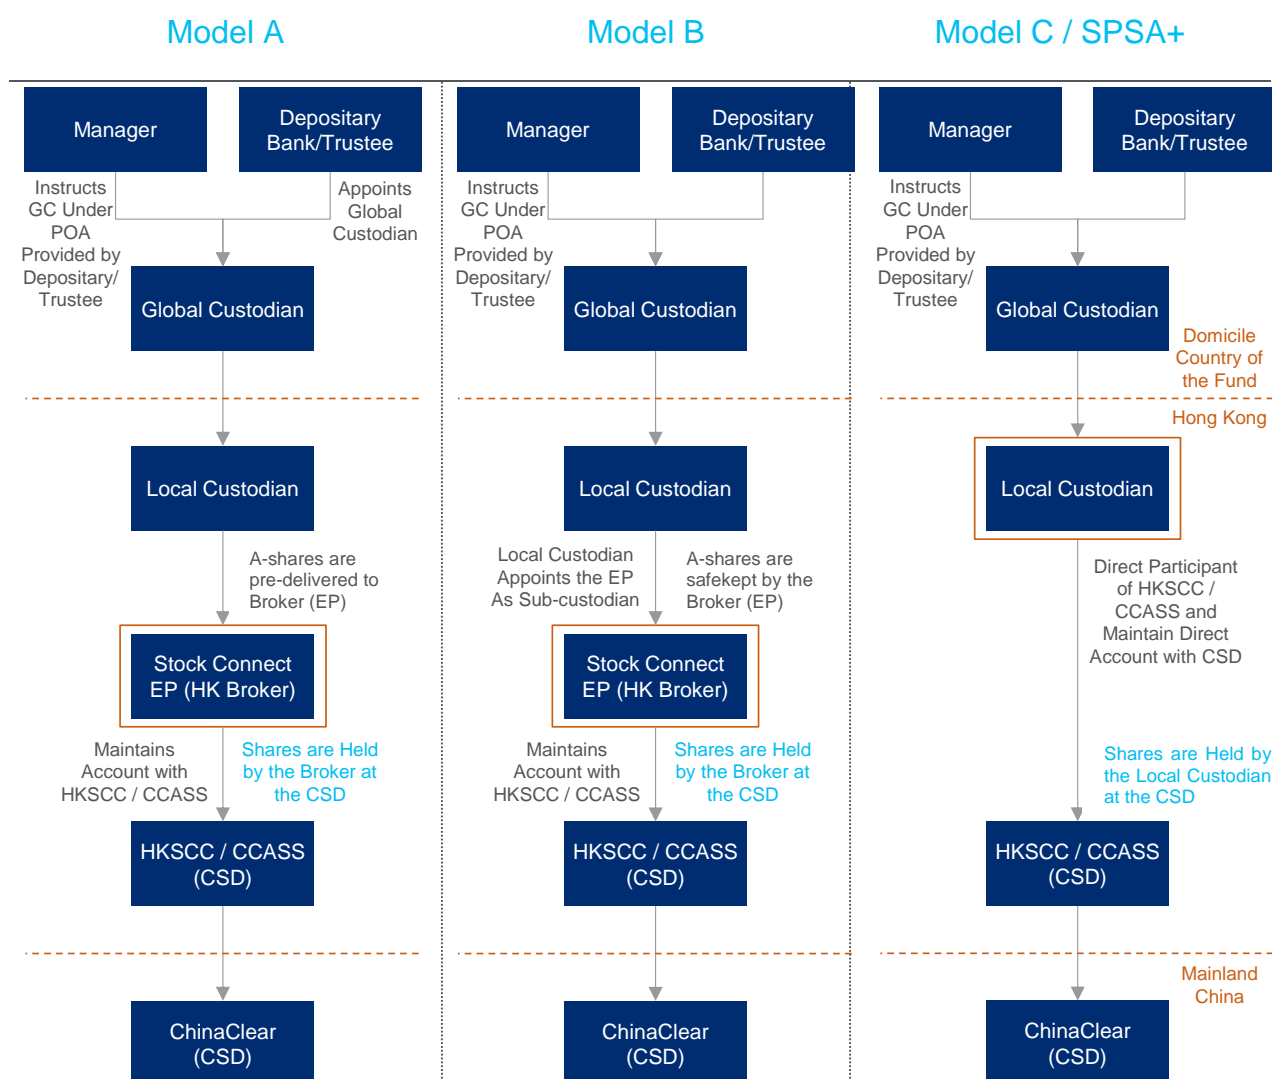 Model A
Model B
Model C / SPSA+
Manager
Depositary
Bank/Trustee
Instructs
GC Under
POA
Provided by
Depositary/
Trustee
Appoints
Global
Custodian
Global Custodian
Local Custodian
A-shares are
pre-delivered to
Broker (EP)
Stock Connect
EP (HK Broker)
Maintains
Account with
HKSCC / CCASS
Shares are Held
by the Broker at
the CSD
HKSCC / CCASS
(CSD)
ChinaClear
(CSD)
Manager
Depositary
Bank/Trustee
Instructs
GC Under
POA
Provided by
Depositary/
Trustee
Global Custodian
Local Custodian
Local Custodian
Appoints the EP
As Sub-custodian
A-shares are
safekept by the
Broker (EP)
Stock Connect
EP (HK Broker)
Maintains
Account with
HKSCC / CCASS
Shares are Held
by the Broker at
the CSD
HKSCC / CCASS
(CSD)
ChinaClear
(CSD)
Manager
Depositary
Bank/Trustee
Instructs
GC Under
POA
Provided by
Depositary/
Trustee
Global Custodian
Domicile
Country of
the Fund
Hong Kong
Local Custodian
Direct Participant
of HKSCC /
CCASS and
Maintain Direct
Account with CSD
Shares are Held by
the Local Custodian
at the CSD
HKSCC / CCASS
(CSD)
Mainland
China
ChinaClear
(CSD)